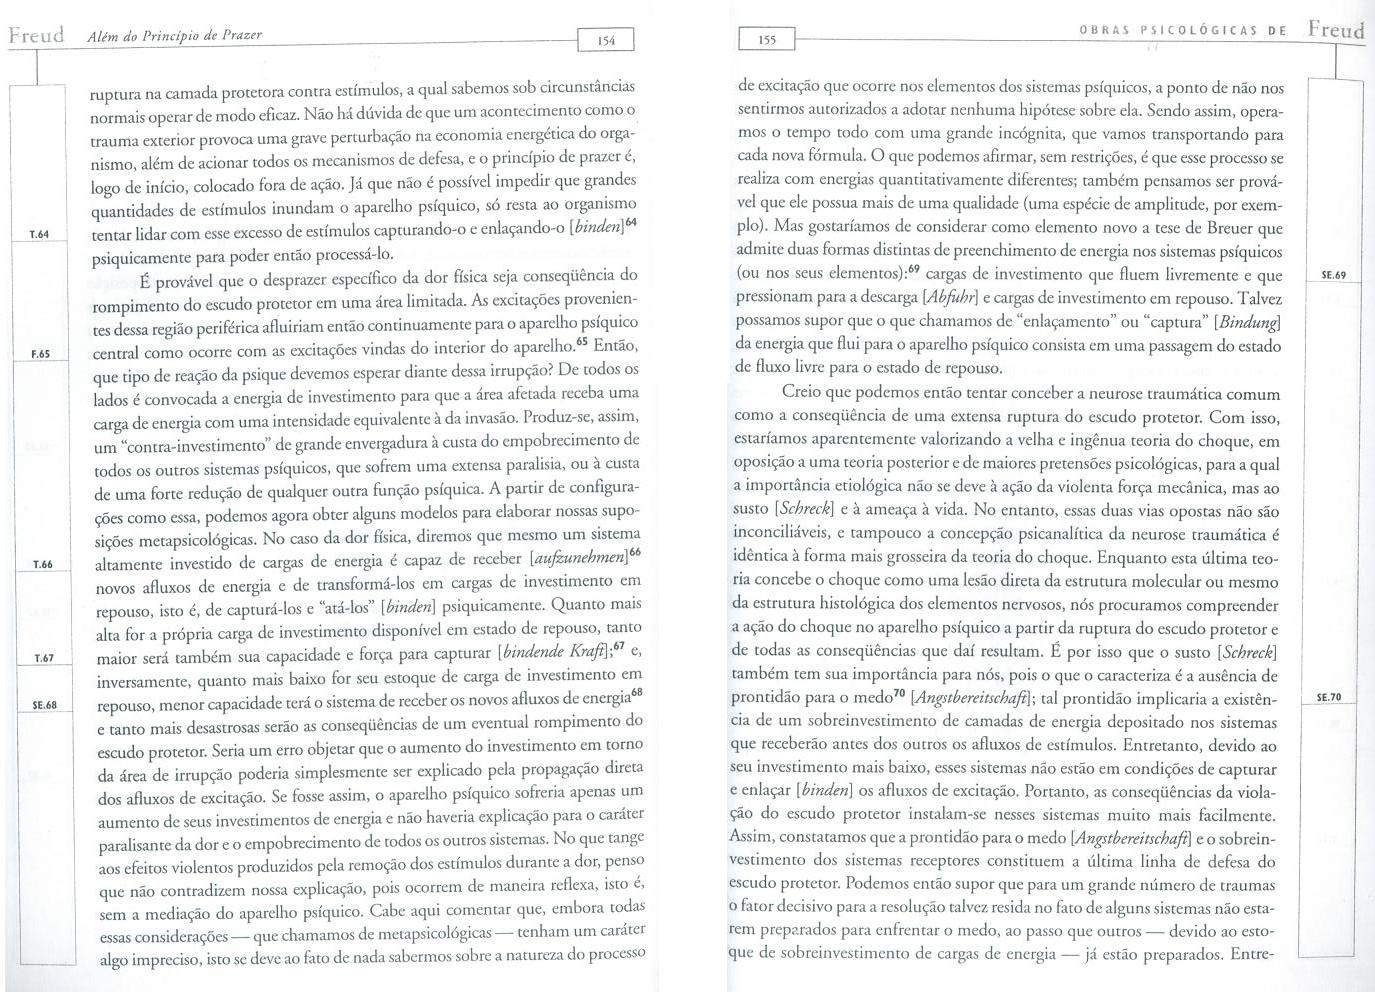 Freud Além do Princípio de Prazer 154
ruptura na camada protetora contra estímulos, a qual sabemos sob circunstâncias
normais operar de modo eficaz. Não há dúvida de que um acontecimento como o
trauma exterior provoca uma grave perturbação na economia energética do orga-
nismo, além de acionar todos os mecanismos de defesa, e o princípio de prazer é,
logo de início, colocado fora de ação. Já que não é possível impedir que grandes
quantidades de estímulos inundam o aparelho psíquico, só resta ao organismo
T.64 tentar lidar com esse excesso de estímulos capturando-o e enlaçando-o [binden]64
psiquicamente para poder então processá-lo.
É provável que o desprazer específico da dor física seja conseqüência do
rompimento do escudo protetor em uma área limitada. As excitações provenien-
tes dessa região periférica afluiriam então continuamente para o aparelho psíquico
F.65 central como ocorre com as excitações vindas do interior do aparelho.65 Então,
que tipo de reação da psique devemos esperar diante dessa irrupção? De todos os
lados é convocada a energia de investimento para que a área afetada receba uma
carga de energia com uma intensidade equivalente à da invasão. Produz-se, assim,
um “contra-investimento” de grande envergadura à custa do empobrecimento de
todos os outros sistemas psíquicos, que sofrem uma extensa paralisia, ou à custa
de uma forte redução de qualquer outra função psíquica. A partir de configura-
ções como essa, podemos agora obter alguns modelos para elaborar nossas supo-
sições metapsicológicas. No caso da dor física, diremos que mesmo um sistema
T.66 altamente investido de cargas de energia é capaz de receber [aufzunehmen]66
novos afluxos de energia e de transformá-los em cargas de investimento em
repouso, isto é, de capturá-los e “atá-los” [binden] psiquicamente. Quanto mais
alta for a própria carga de investimento disponível em estado de repouso, tanto
T.67 maior será também sua capacidade e força para capturar [bindende Kraft];67 e,
inversamente, quanto mais baixo for seu estoque de carga de investimento em
SE.68 repouso, menor capacidade terá o sistema de receber os novos afluxos de energia68
e tanto mais desastrosas serão as conseqüências de um eventual rompimento do
escudo protetor. Seria um erro objetar que o aumento do investimento em torno
da área de irrupção poderia simplesmente ser explicado pela propagação direta
dos afluxos de excitação. Se fosse assim, o aparelho psíquico sofreria apenas um
aumento de seus investimentos de energia e não haveria explicação para o caráter
paralisante da dor e o empobrecimento de todos os outros sistemas. No que tange
aos efeitos violentos produzidos pela remoção dos estímulos durante a dor, penso
que não contradizem nossa explicação, pois ocorrem de maneira reflexa, isto é,
sem a mediação do aparelho psíquico. Cabe aqui comentar que, embora todas
essas considerações — que chamamos de metapsicológicas — tenham um caráter
algo impreciso, isto se deve ao fato de nada sabermos sobre a natureza do processo
155 OBRAS PSICOLÓGICAS DE Freud
de excitação que ocorre nos elementos dos sistemas psíquicos, a ponto de não nos
sentirmos autorizados a adotar nenhuma hipótese sobre ela. Sendo assim, opera-
mos o tempo todo com uma grande incógnita, que vamos transportando para
cada nova fórmula. O que podemos afirmar, sem restrições, é que esse processo se
realiza com energias quantitativamente diferentes; também pensamos ser prová-
vel que ele possua mais de uma qualidade (uma espécie de amplitude, por exem-
plo). Mas gostaríamos de considerar como elemento novo a tese de Breuer que
admite duas formas distintas de preenchimento de energia nos sistemas psíquicos
(ou nos seus elementos):69 cargas de investimento que fluem livremente e que SE.69
pressionam para a descarga [Abfuhr] e cargas de investimento em repouso. Talvez
possamos supor que o que chamamos de “enlaçamento” ou “captura” [Bindung]
da energia que flui para o aparelho psíquico consista em uma passagem do estado
de fluxo livre para o estado de repouso.
Creio que podemos então tentar conceber a neurose traumática comum
como a conseqüência de uma extensa ruptura do escudo protetor. Com isso,
estaríamos aparentemente valorizando a velha e ingênua teoria do choque, em
oposição a uma teoria posterior e de maiores pretensões psicológicas, para a qual
a importância etiológica não se deve à ação da violenta força mecânica, mas ao
susto [Schreck] e à ameaça à vida. No entanto, essas duas vias opostas não são
inconciliáveis, e tampouco a concepção psicanalítica da neurose traumática é
idêntica à forma mais grosseira da teoria do choque. Enquanto esta última teo-
ria concebe o choque como uma lesão direta da estrutura molecular ou mesmo
da estrutura histológica dos elementos nervosos, nós procuramos compreender
a ação do choque no aparelho psíquico a partir da ruptura do escudo protetor e
de todas as conseqüências que daí resultam. É por isso que o susto [Schreck]
também tem sua importância para nós, pois o que o caracteriza é a ausência de
prontidão para o medo70 [Angstbereitschaft]; tal prontidão implicaria a existên- SE.70
cia de um sobreinvestimento de camadas de energia depositado nos sistemas
que receberão antes dos outros os afluxos de estímulos. Entretanto, devido ao
seu investimento mais baixo, esses sistemas não estão em condições de capturar
e enlaçar [binden] os afluxos de excitação. Portanto, as conseqüências da viola-
ção do escudo protetor instalam-se nesses sistemas muito mais facilmente.
Assim, constatamos que a prontidão para o medo [Angstbereitschaft] e o sobrein-
vestimento dos sistemas receptores constituem a última linha de defesa do
escudo protetor. Podemos então supor que para um grande número de traumas
o fator decisivo para a resolução talvez resida no fato de alguns sistemas não esta-
rem preparados para enfrentar o medo, ao passo que outros — devido ao esto-
que de sobreinvestimento de cargas de energia — já estão preparados. Entre-